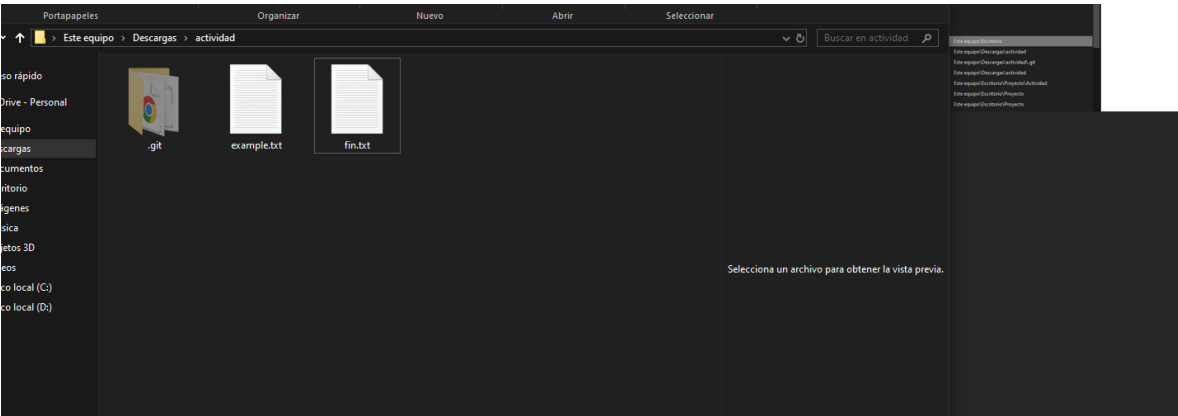 Portapapeles Organizar Nuevo Abrir Seleccionar
Este equipo > Descargas > actividad Buscar en actividad
so rápido
Drive - Personal
equipo
scargas
cumentos
ritorio
ágenes
sica
jetos 3D
eos
co local (C:)
co local (D:)
.git example.txt fin.txt
Selecciona un archivo para obtener la vista previa.
Este equipo\Escritorio
Este equipo\Descargas\actividad
Este equipo\Descargas\actividad\.git
Este equipo\Descargas\actividad
Este equipo\Escritorio\Proyecto\Actividad
Este equipo\Escritorio\Proyecto
Este equipo\Escritorio\Proyecto